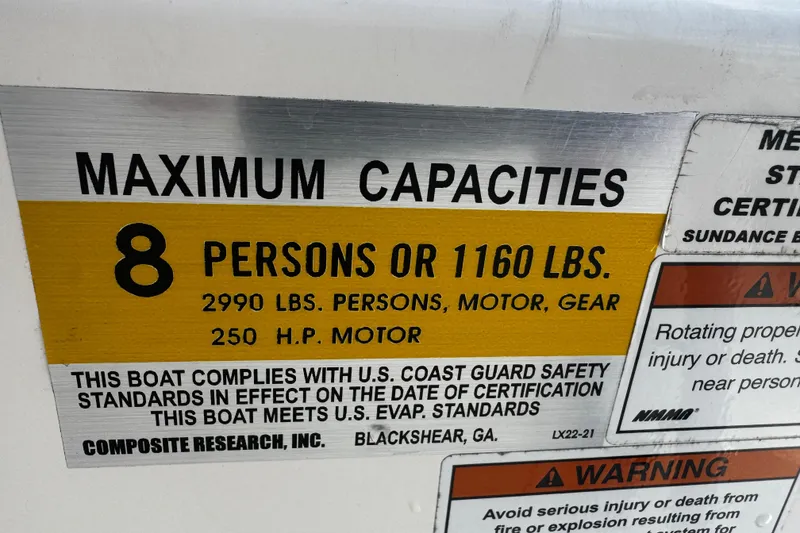 MAXIMUM CAPACITIES
8 PERSONS OR 1160 LBS.
2990 LBS. PERSONS, MOTOR, GEAR
250 H.P. MOTOR
THIS BOAT COMPLIES WITH U.S. COAST GUARD SAFETY
STANDARDS IN EFFECT ON THE DATE OF CERTIFICATION
THIS BOAT MEETS U.S. EVAP. STANDARDS
COMPOSITE RESEARCH, INC. BLACKSHEAR, GA. LX22-21
SUNDANCE
Rotating
injury or death.
near
NMMA®
WARNING
Avoid serious injury or death from
fire or explosion resulting from
system for